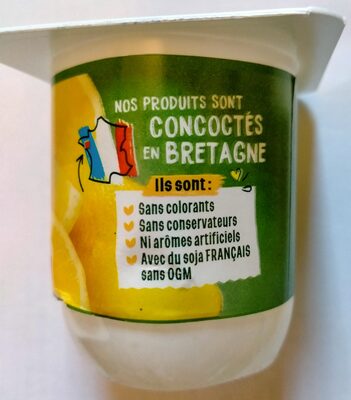 NOS PRODUITS SONT
CONCOCTÉS
EN BRETAGNE
Ils sont :
Sans colorants
Sans conservateurs
Ni arômes artificiels
Avec du soja FRANÇAIS
sans OGM